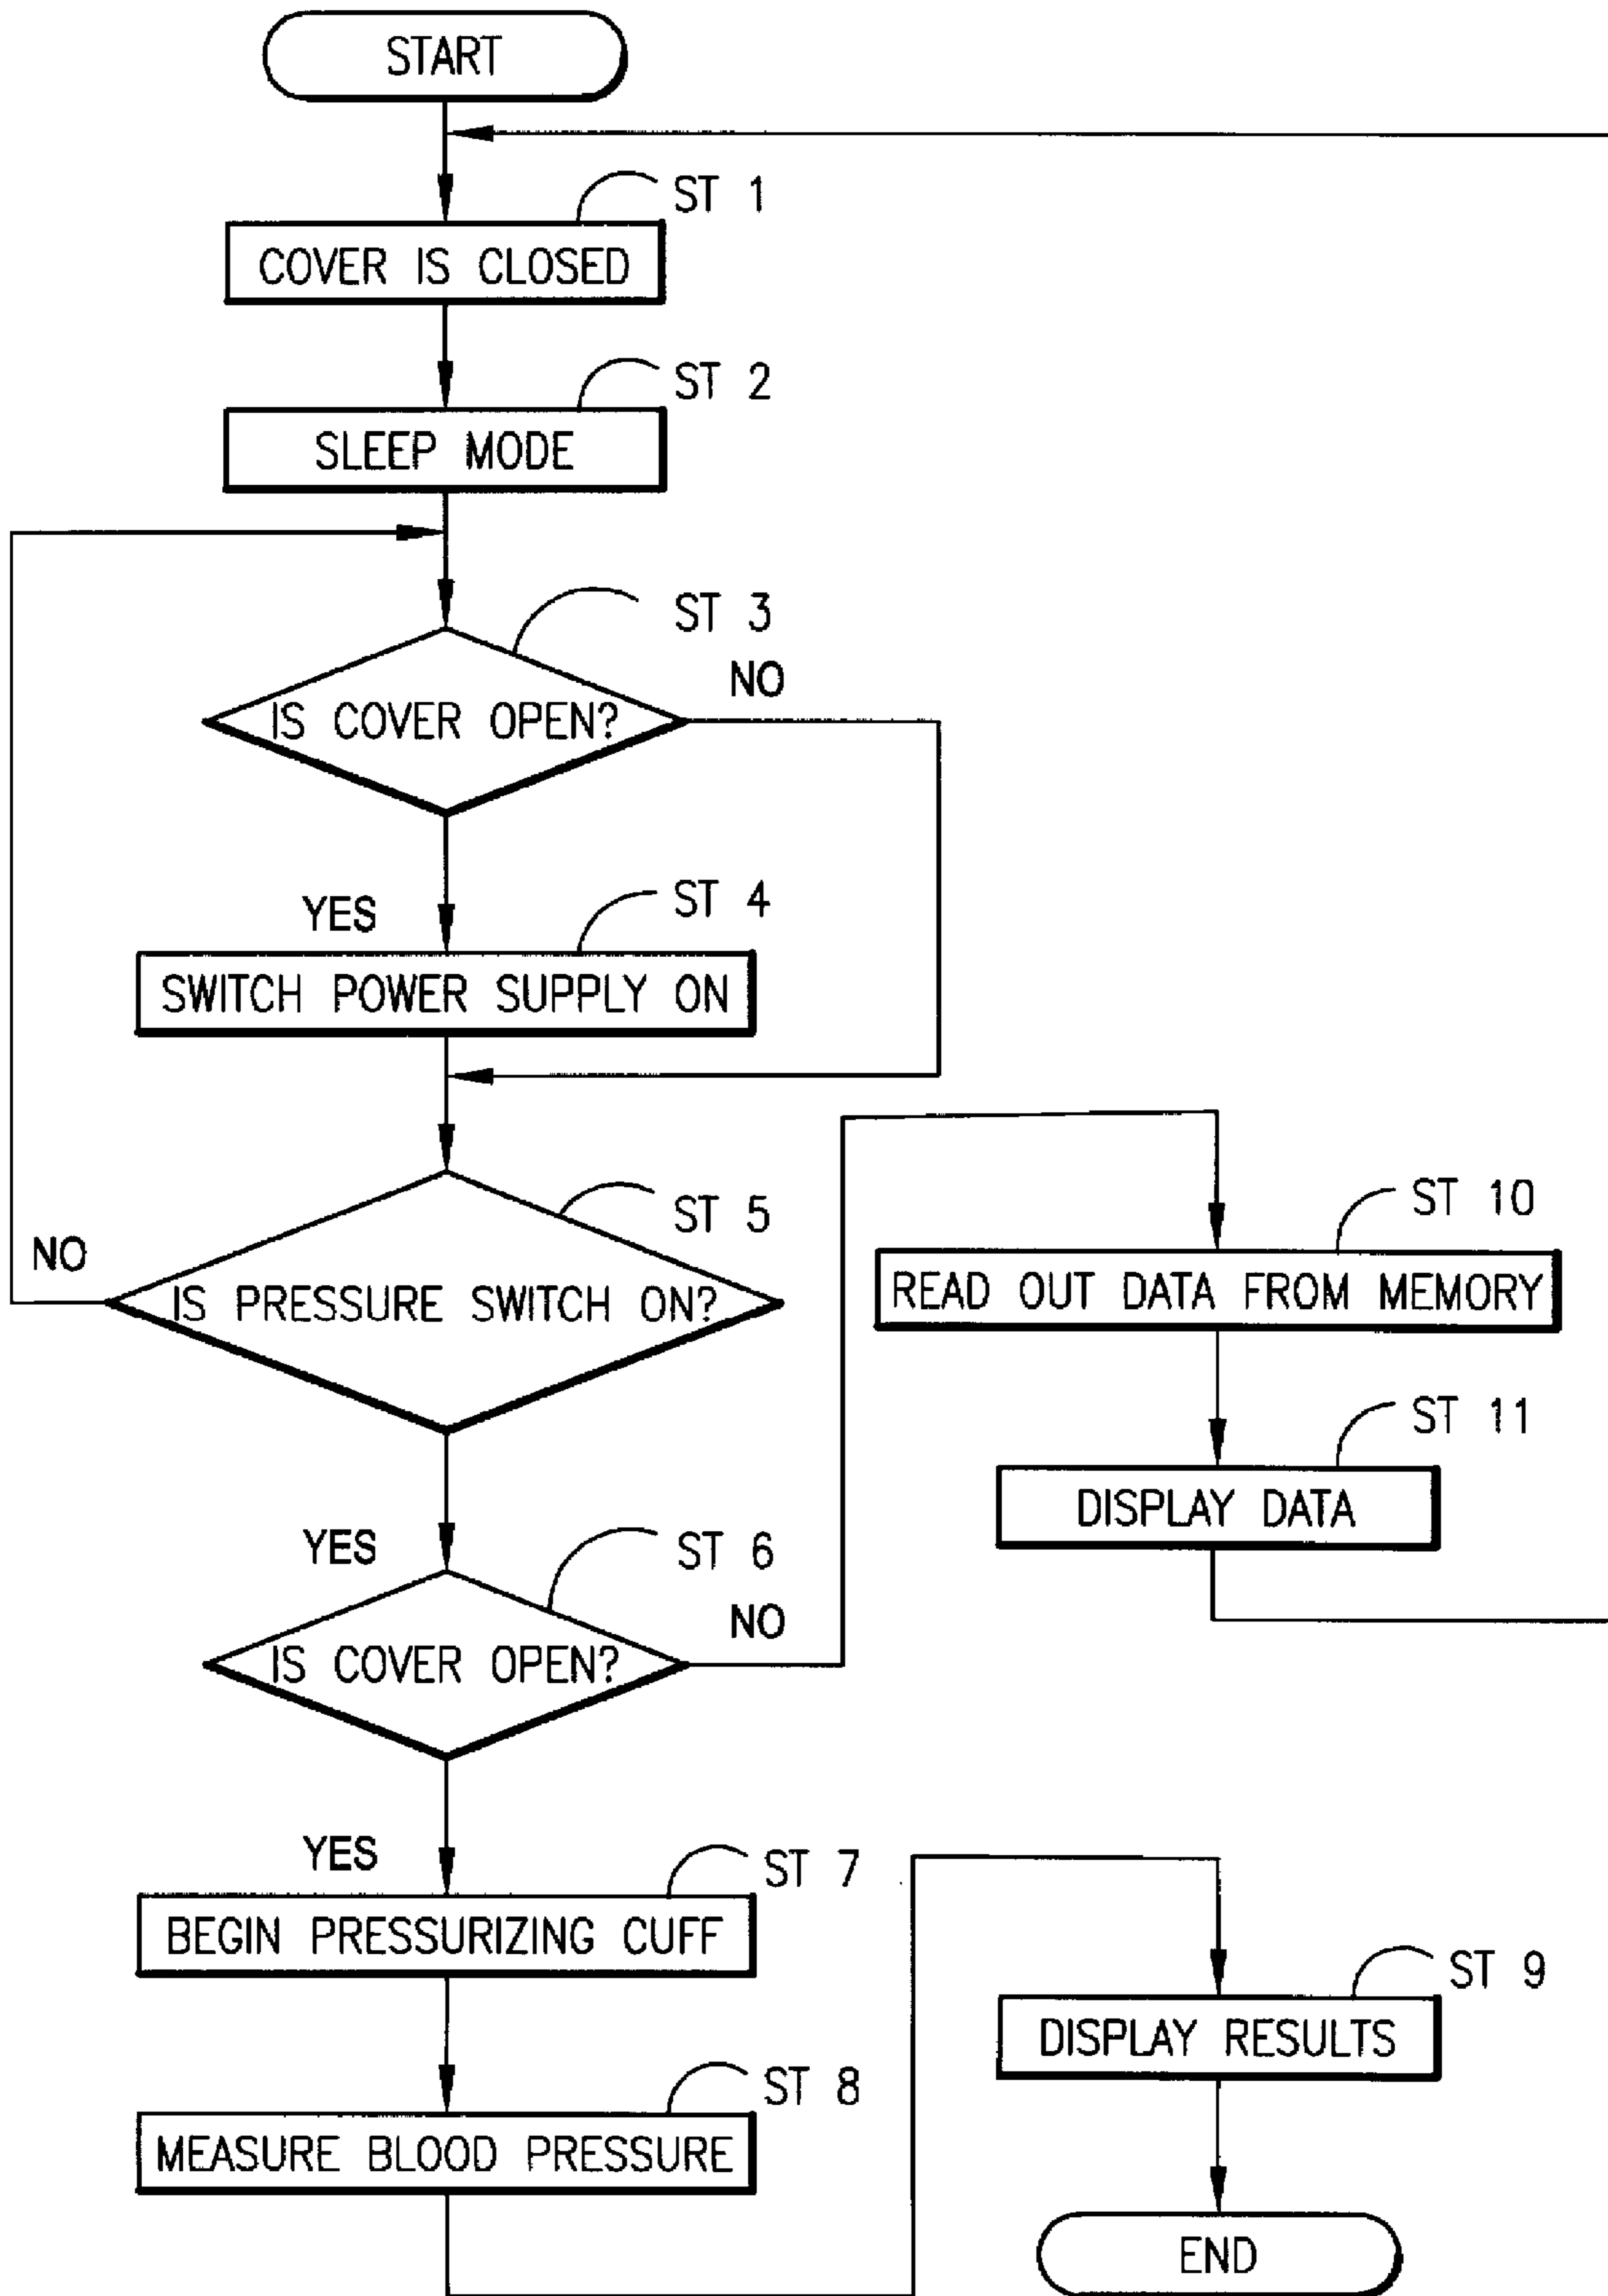 START
ST 1
COVER IS CLOSED
ST 2
SLEEP MODE
ST 3
NO
IS COVER OPEN?
YES
ST 4
SWITCH POWER SUPPLY ON
ST 5
NO
IS PRESSURE SWITCH ON?
ST 10
READ OUT DATA FROM MEMORY
ST 11
DISPLAY DATA
YES
ST 6
NO
IS COVER OPEN?
YES
ST 7
BEGIN PRESSURIZING CUFF
ST 8
MEASURE BLOOD PRESSURE
ST 9
DISPLAY RESULTS
END